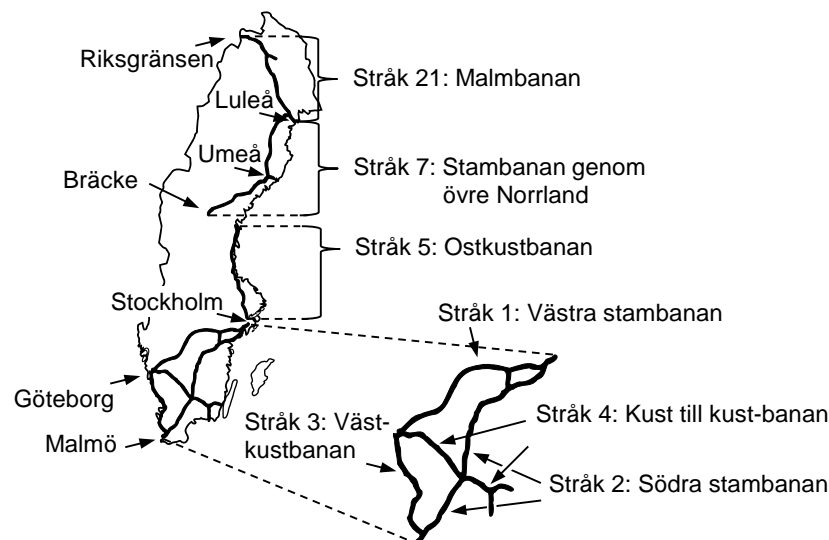 Riksgränsen
Stråk 21: Malmbanan
Luleå
Umeå
Bräcke
Stråk 7: Stambanan genom
övre Norrland
Stråk 5: Ostkustbanan
Stockholm
Stråk 1: Västra stambanan
Göteborg
Malmö
Stråk 3: Väst-
kustbanan
Stråk 4: Kust till kust-banan
Stråk 2: Södra stambanan